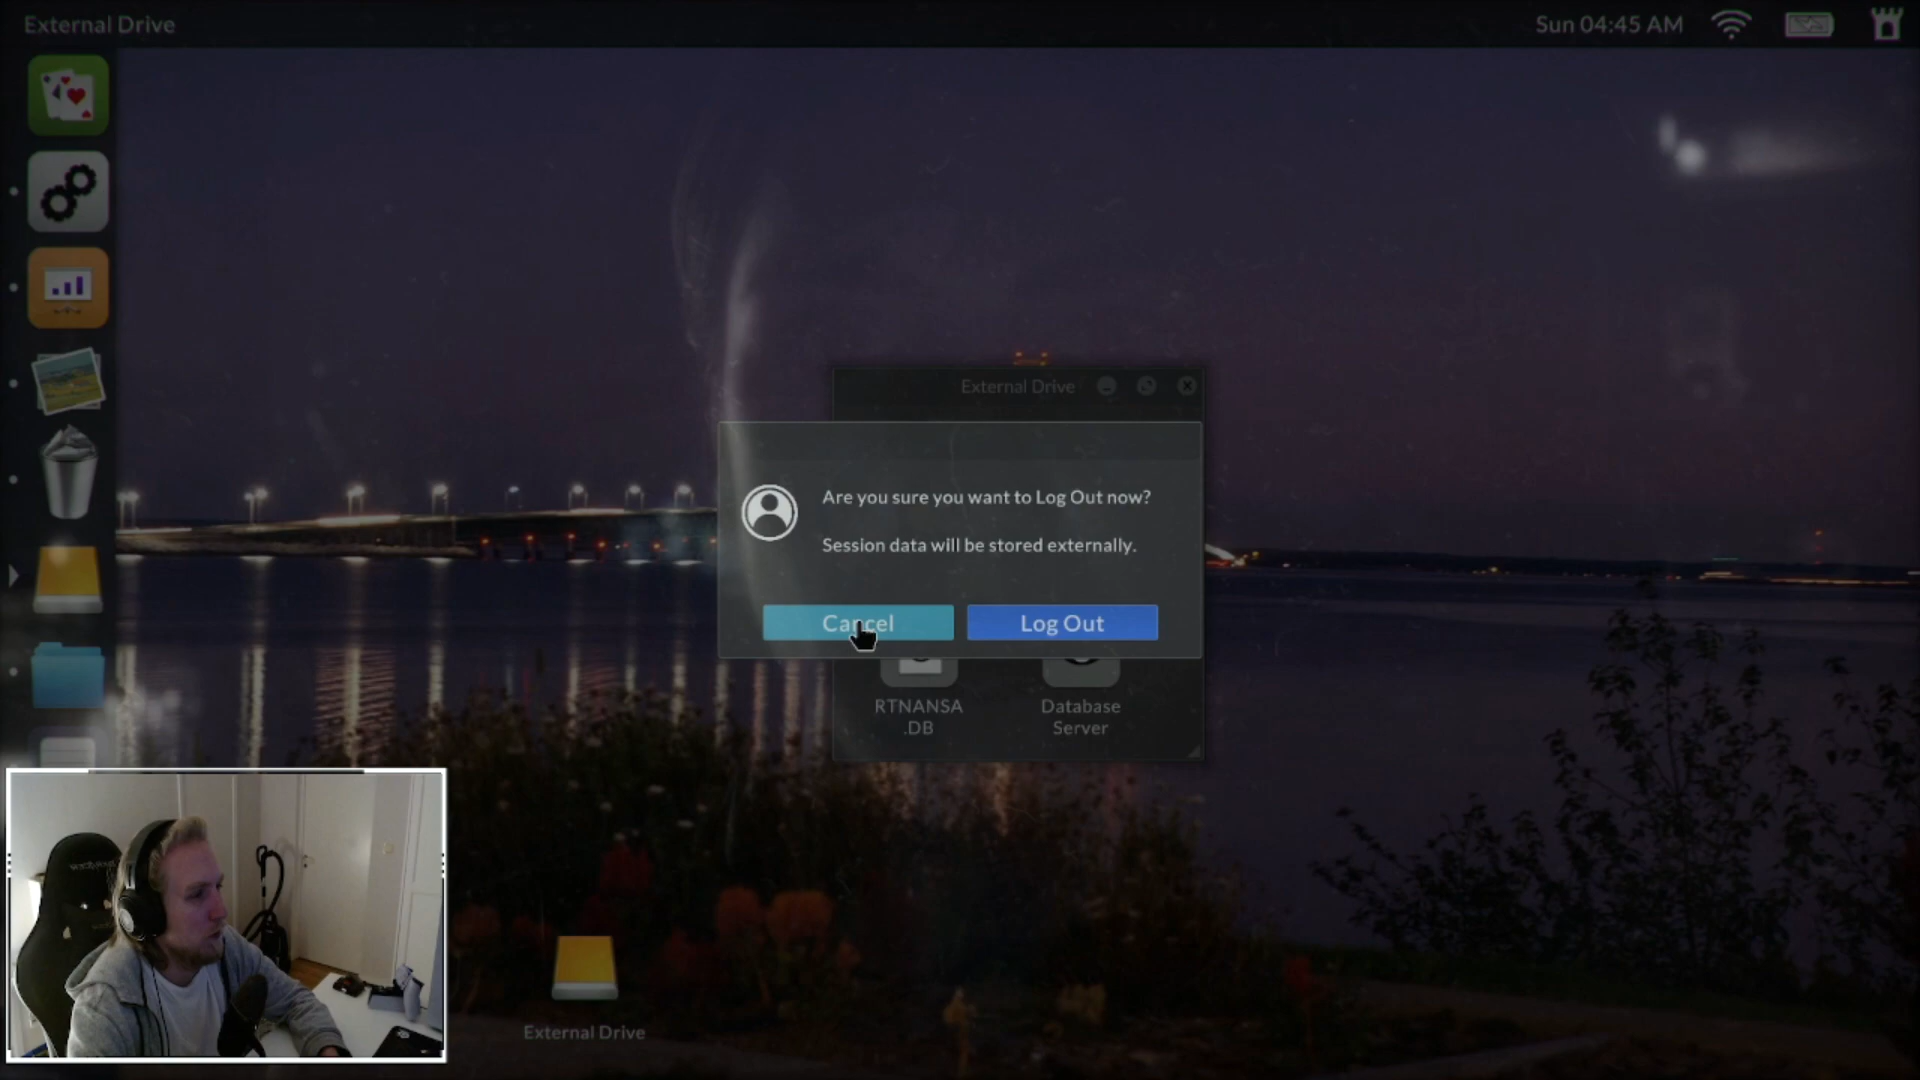 External Drive
Sun 04:45 AM
External Drive
Are you sure you want to Log Out now?
Session data will be stored externally.
Cancel
Log Out
RTNANSA
.DB
Database
Server
External Drive